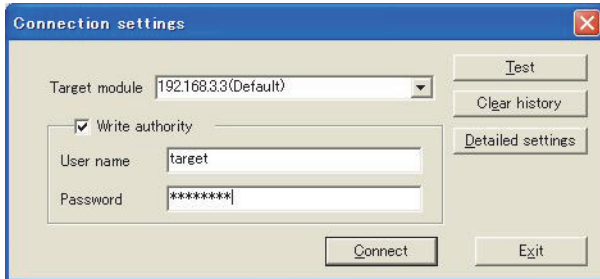 Connection settings
Test
Target module 192.168.3.3(Default)
Clear history
Write authority
Detailed settings
User name target
Password ********
Connect Exit